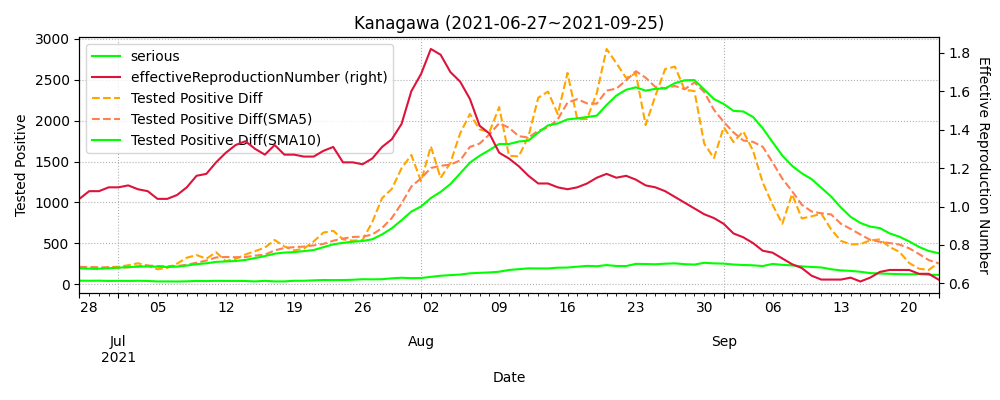 Kanagawa (2021-06-27~2021-09-25)
3000
2500
2000
1500
1000
500
0
Tested Positive
serious
effectiveReproductionNumber (right)
Tested Positive Diff
Tested Positive Diff(SMA5)
Tested Positive Diff(SMA10)
1.8
1.6
1.4
1.2
1.0
0.8
0.6
Effective Reproduction Number
28 05 12 19 26 02 09 16 23 30 06 13 20
Jul Aug Sep
2021
Date